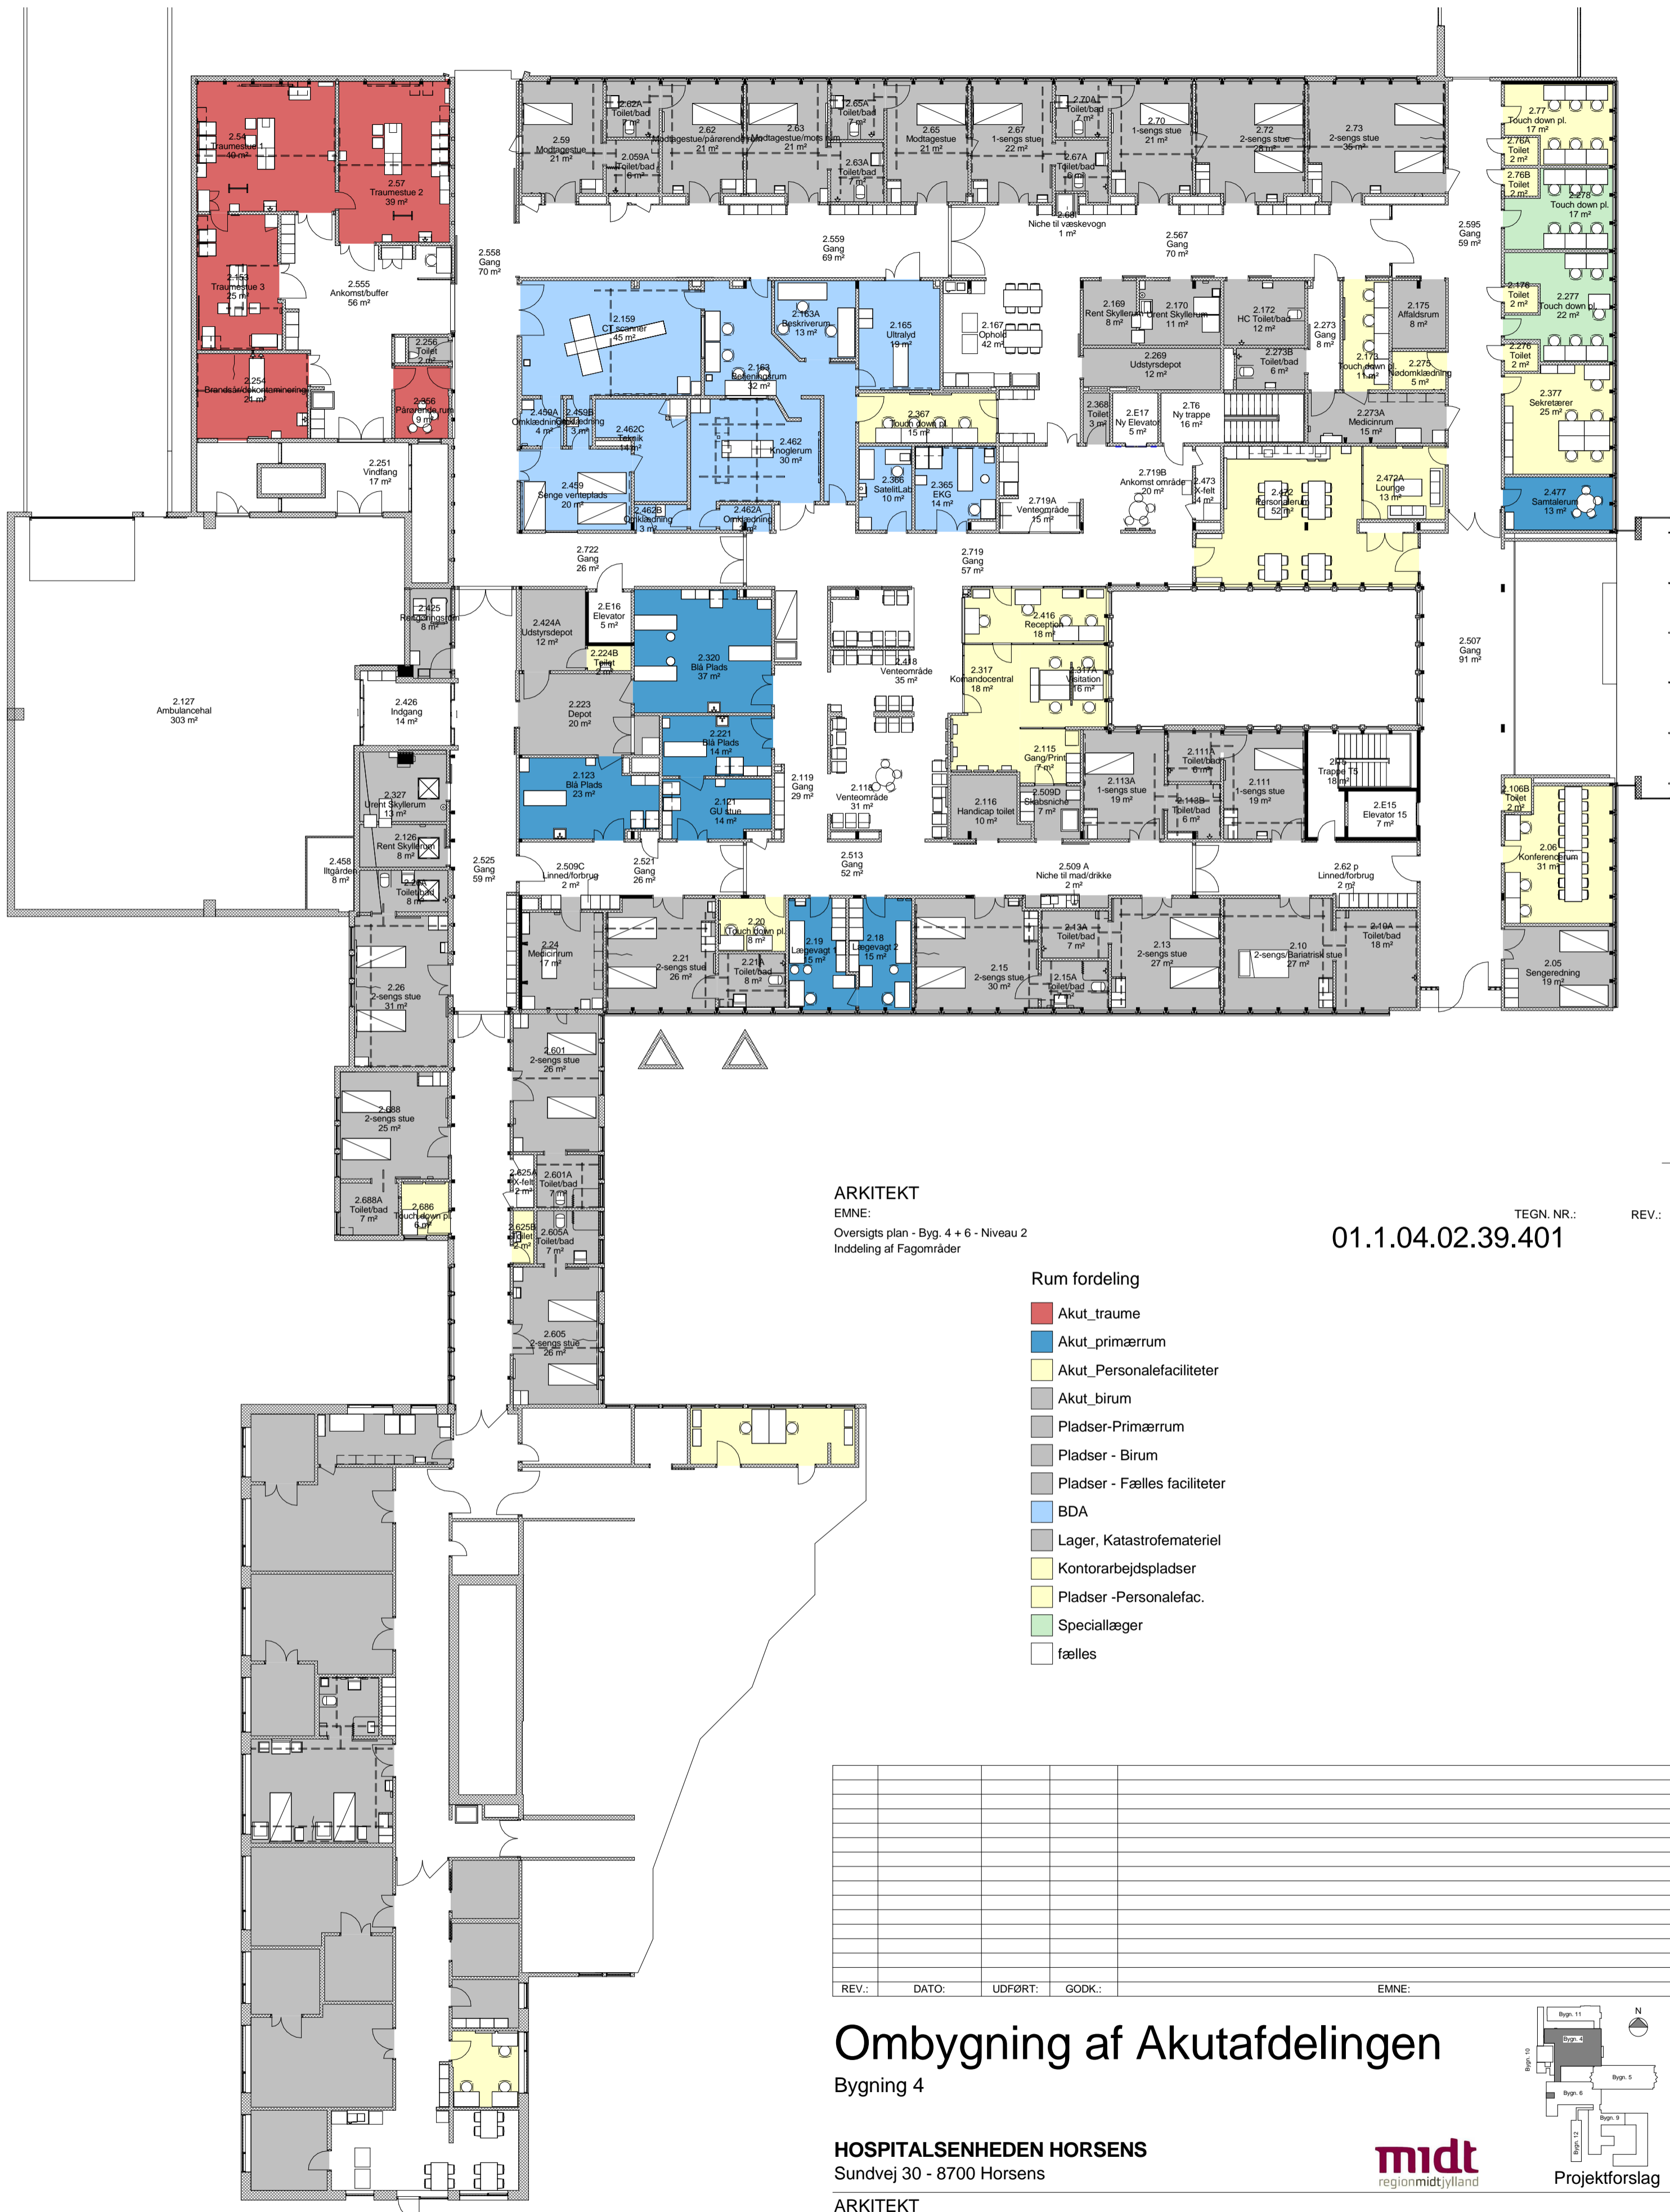 2.54
Traumestue 1
40 m²
2.57
Traumestue 2
39 m²
2.153
Traumestue 3
25 m²
2.555
Ankomst/buffer
56 m²
2.256
Toilet
2 m²
2.254
Brandsår/dekontaminering
21 m²
2.356
Pårørende rum
9 m²
2.251
Vindfang
17 m²
2.558
Gang
70 m²
2.59
Modtagestue
21 m²
2.62A
Toilet/bad
7 m²
2.059A
Toilet/bad
6 m²
2.62
Modtagestue/pårørende
21 m²
2.63
Modtagestue/mors rum
21 m²
2.65A
Toilet/bad
7 m²
2.63A
Toilet/bad
7 m²
2.65
Modtagestue
21 m²
2.67
1-sengs stue
22 m²
2.70A
Toilet/bad
7 m²
2.67A
Toilet/bad
6 m²
2.70
1-sengs stue
21 m²
2.72
2-sengs stue
2.73
2-sengs stue
35 m²
2.77
Touch down pl.
17 m²
2.76A
Toilet
2 m²
2.76B
Toilet
2 m²
2.278
Touch down pl.
17 m²
2.559
Gang
69 m²
Niche til væskevogn
1 m²
2.567
Gang
70 m²
2.595
Gang
59 m²
2.159
CT scanner
45 m²
2.163A
Beskriverum
13 m²
2.163
Betjeningsrum
32 m²
2.165
Ultralyd
19 m²
2.167
Ophold
42 m²
2.169
Rent Skyllerum
8 m²
2.170
Urent Skyllerum
11 m²
2.172
HC Toilet/bad
12 m²
2.273
Gang
8 m²
2.173
Touch down pl.
11 m²
2.175
Affaldsrum
8 m²
2.275
Nødomklædning
5 m²
2.176
Toilet
2 m²
2.277
Touch down pl.
22 m²
2.276
Toilet
2 m²
2.377
Sekretærer
25 m²
2.269
Udstyrsdepot
12 m²
2.273B
Toilet/bad
6 m²
2.273A
Medicinrum
15 m²
2.459A
Omklædning
4 m²
2.459B
3 m²
2.462C
Teknik
14 m²
2.462
Knoglerum
30 m²
2.367
Touch down pl.
15 m²
2.368
Toilet
3 m²
2.E17
Ny Elevator
5 m²
2.T6
Ny trappe
16 m²
2.459
Senge venteplads
20 m²
2.462B
Omklædning
3 m²
2.462A
Omklædning
2.366
SatelitLab
10 m²
2.365
EKG
14 m²
2.719A
Venteområde
15 m²
2.719B
Ankomst område
20 m²
2.473
X-felt
4 m²
2.472
Personalerum
52 m²
2.472A
Lounge
13 m²
2.477
Samtalerum
13 m²
2.722
Gang
26 m²
2.719
Gang
57 m²
2.127
Ambulancehal
303 m²
2.425
Rengøringsrum
8 m²
2.424A
Udstyrsdepot
12 m²
2.E16
Elevator
5 m²
2.224B
Toilet
2 m²
2.320
Blå Plads
37 m²
2.418
Venteområde
35 m²
2.416
Reception
18 m²
2.317
Komandocentral
18 m²
2.317A
Visitation
16 m²
2.507
Gang
91 m²
2.426
Indgang
14 m²
2.223
Depot
20 m²
2.221
Blå Plads
14 m²
2.123
Blå Plads
23 m²
2.121
GU stue
14 m²
2.119
Gang
29 m²
2.118
Venteområde
31 m²
2.115
Gang/Print
7 m²
2.116
Handicap toilet
10 m²
2.509D
Skabsniche
7 m²
2.113A
1-sengs stue
19 m²
2.111A
Toilet/bad
6 m²
2.113B
Toilet/bad
6 m²
2.111
1-sengs stue
19 m²
Trappe T5
18 m²
2.E15
Elevator 15
7 m²
2.106B
Toilet
2 m²
2.06
Konferencerum
31 m²
2.327
Urent Skyllerum
13 m²
2.126
Rent Skyllerum
8 m²
2.458
Iltgården
8 m²
Toilet/bad
8 m²
2.525
Gang
59 m²
2.509C
Linned/forbrug
2 m²
2.521
Gang
26 m²
2.513
Gang
52 m²
2.509 A
Niche til mad/drikke
2 m²
2.62 p
Linned/forbrug
2 m²
2.24
Medicinrum
17 m²
2.21
2-sengs stue
26 m²
2.20
Touch down pl.
8 m²
2.21A
Toilet/bad
8 m²
2.19
Lægevagt 1
15 m²
2.18
Lægevagt 2
15 m²
2.15
2-sengs stue
30 m²
2.13A
Toilet/bad
7 m²
2.15A
Toilet/bad
7 m²
2.13
2-sengs stue
27 m²
2.10
2-sengs/Bariatrisk stue
27 m²
2.10A
Toilet/bad
18 m²
2.05
Sengeredning
19 m²
2.26
2-sengs stue
31 m²
2.601
2-sengs stue
26 m²
2.688
2-sengs stue
25 m²
2.688A
Toilet/bad
7 m²
2.686
Touch down pl.
6 m²
2.625A
X-felt
2 m²
2.601A
Toilet/bad
7 m²
2.625B
Toilet
2 m²
2.605A
Toilet/bad
7 m²
2.605
2-sengs stue
26 m²
ARKITEKT
EMNE:
Oversigts plan - Byg. 4 + 6 - Niveau 2
Inddeling af Fagområder
TEGN. NR.:
REV.:
01.1.04.02.39.401
Rum fordeling
Akut_traume
Akut_primærrum
Akut_Personalefaciliteter
Akut_birum
Pladser-Primærrum
Pladser - Birum
Pladser - Fælles faciliteter
BDA
Lager, Katastrofemateriel
Kontorarbejdspladser
Pladser -Personalefac.
Speciallæger
fælles
REV.: DATO: UDFØRT: GODK.: EMNE:
Ombygning af Akutafdelingen
Bygning 4
HOSPITALSENHEDEN HORSENS
Sundvej 30 - 8700 Horsens
midt
regionmidtjylland
N
Bygn. 11
Bygn. 4
Bygn. 10
Bygn. 5
Bygn. 6
Bygn. 9
Bygn. 12
Projektforslag
ARKITEKT